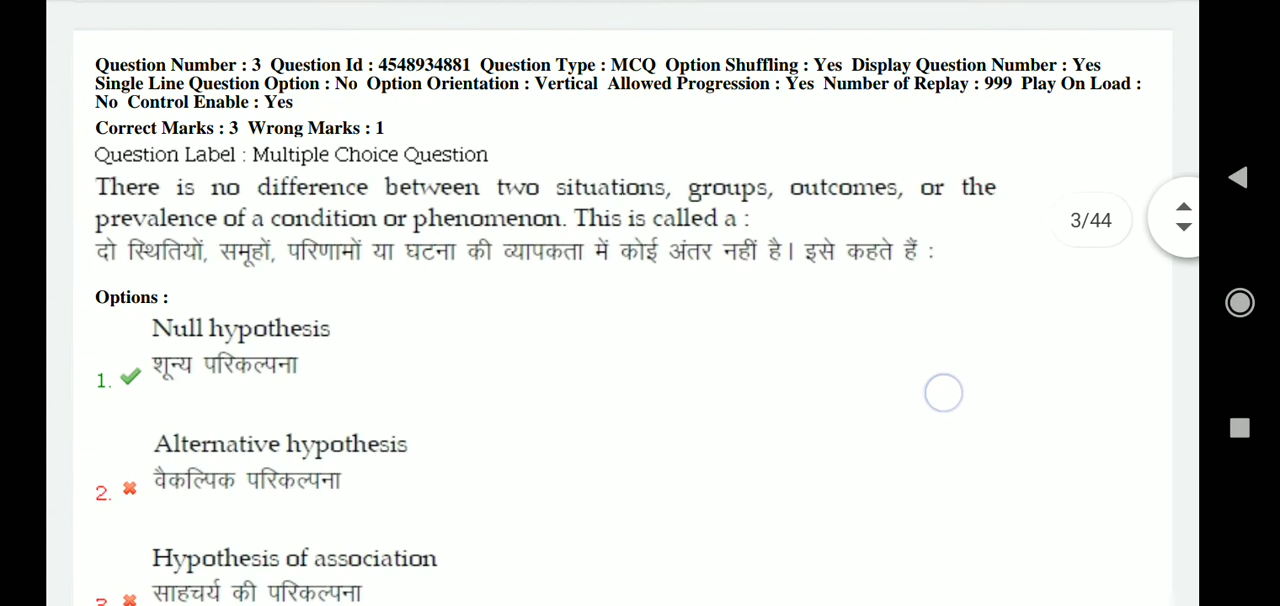 Question Number : 3 Question Id : 4548934881 Question Type : MCQ Option Shuffling : Yes Display Question Number : Yes
Single Line Question Option : No Option Orientation : Vertical Allowed Progression : Yes Number of Replay : 999 Play On Load :
No Control Enable : Yes
Correct Marks : 3 Wrong Marks : 1
Question Label : Multiple Choice Question
There is no difference between two situations, groups, outcomes, or the
prevalence of a condition or phenomenon. This is called a :
3/44
दो स्थितियों, समूहों, परिणामों या घटना की व्यापकता में कोई अंतर नहीं है। इसे कहते हैं :
Options :
Null hypothesis
शून्य परिकल्पना
1.
Alternative hypothesis
वैकल्पिक परिकल्पना
2.
Hypothesis of association
साहचर्य की परिकल्पना
3.